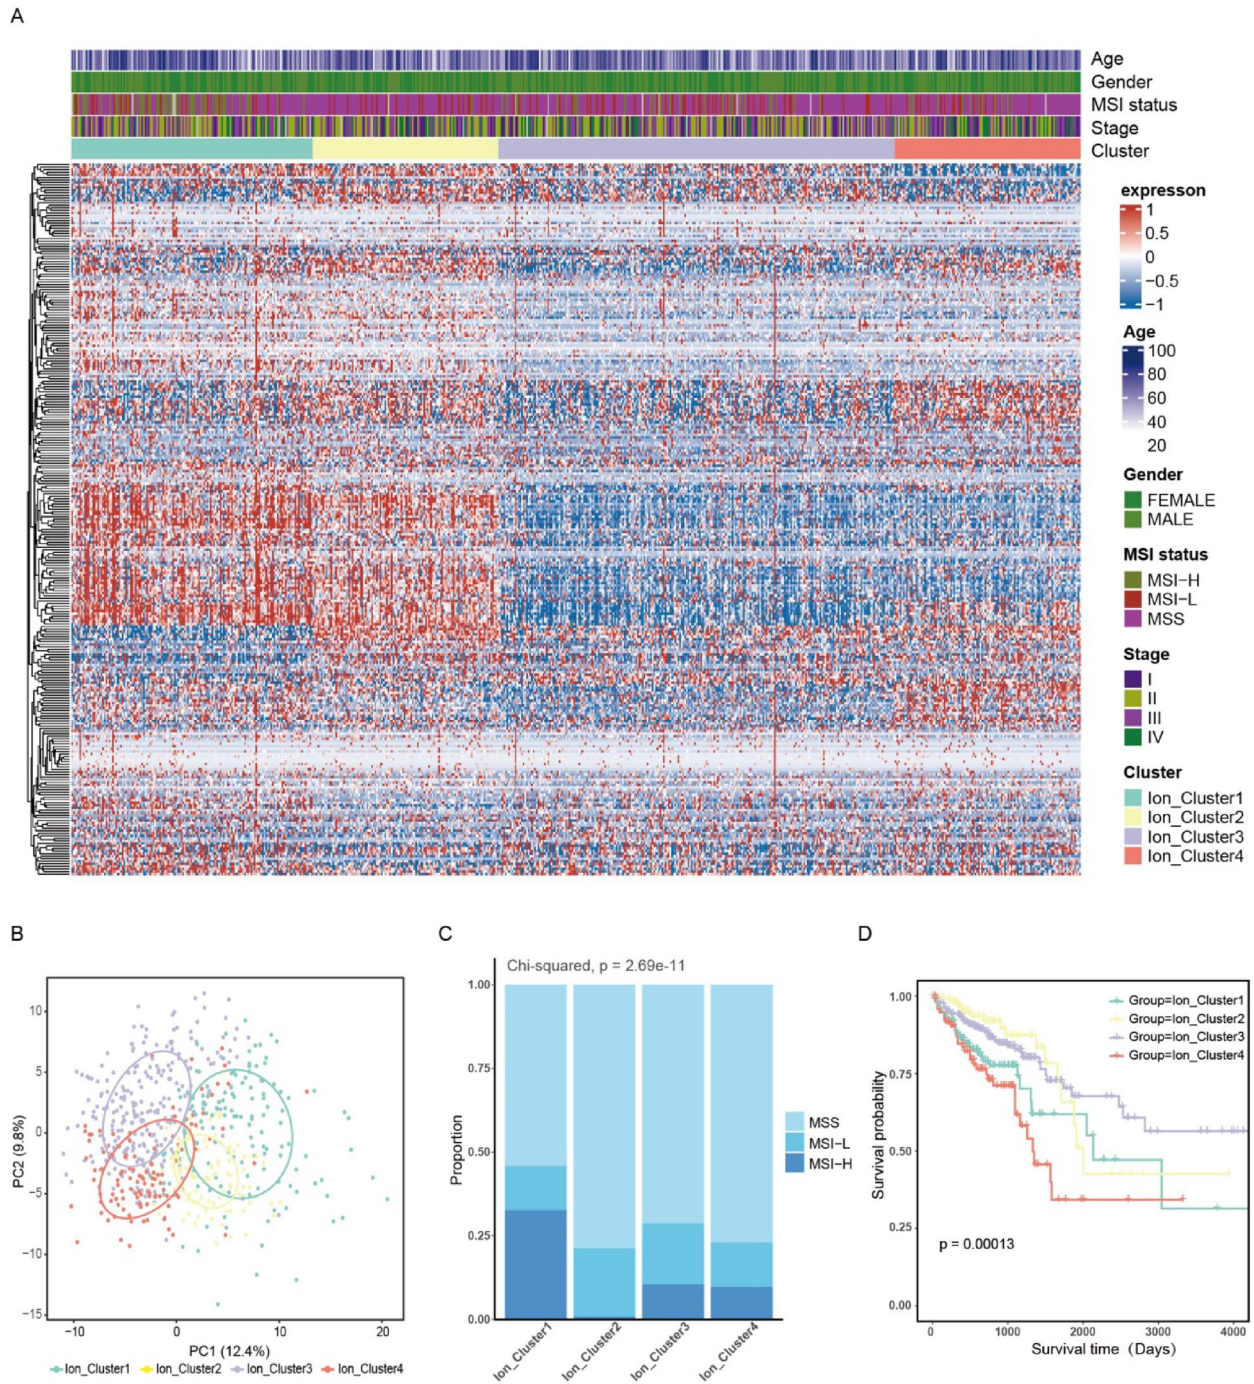 A
Age
Gender
MSI status
Stage
Cluster
expresson
1
0.5
0
−0.5
−1
Age
100
80
60
40
20
Gender
FEMALE
MALE
MSI status
MSI−H
MSI−L
MSS
Stage
I
II
III
IV
Cluster
Ion_Cluster1
Ion_Cluster2
Ion_Cluster3
Ion_Cluster4
B
10
5
0
−5
−10
−15
PC2 (9.8%)
−10 0 10 20
PC1 (12.4%)
Ion_Cluster1 Ion_Cluster2 Ion_Cluster3 Ion_Cluster4
C
Chi-squared, p = 2.69e-11
1.00
0.75
0.50
0.25
0.00
Proportion
Ion_Cluster1 Ion_Cluster2 Ion_Cluster3 Ion_Cluster4
MSS
MSI−L
MSI−H
D
1.00
0.75
0.50
0.25
0.00
Survival probability
Group=Ion_Cluster1
Group=Ion_Cluster2
Group=Ion_Cluster3
Group=Ion_Cluster4
p = 0.00013
0 1000 2000 3000 4000
Survival time（Days）